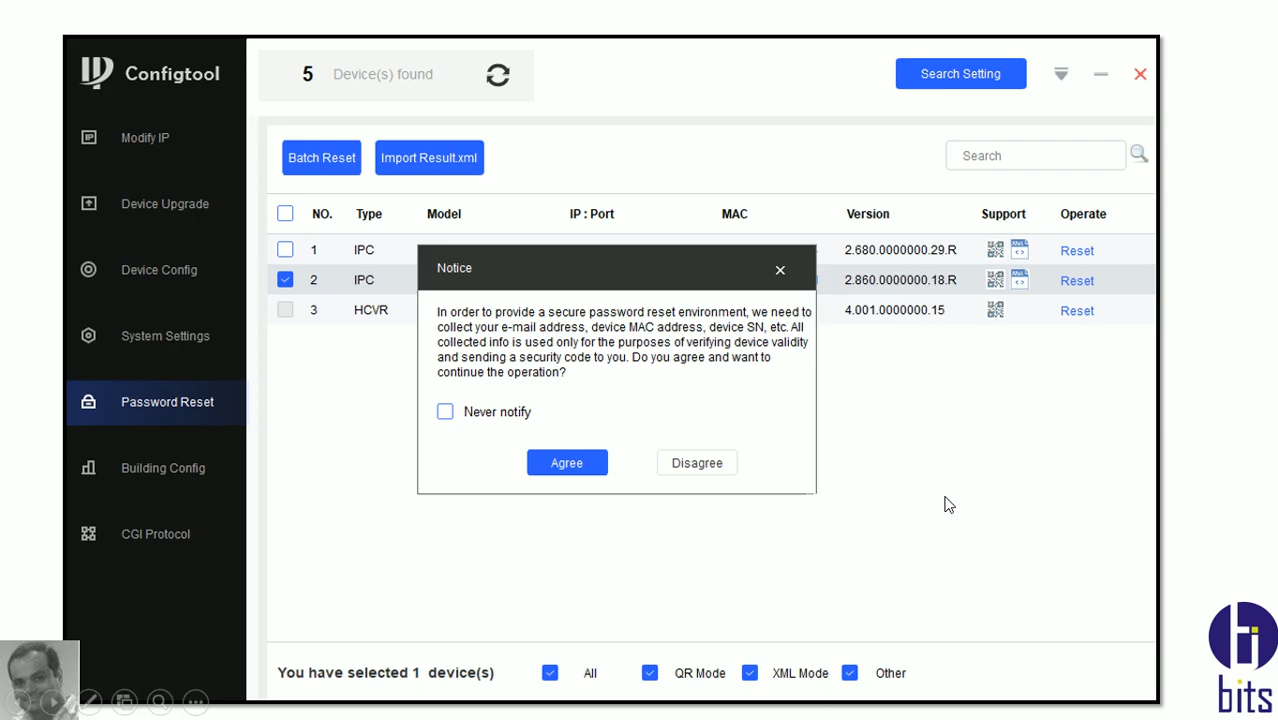 Configtool
5 Device(s) found
Search Setting
Modify IP
Device Upgrade
Device Config
System Settings
Password Reset
Building Config
CGI Protocol
Batch Reset
Import Result.xml
Search
NO. Type Model IP : Port MAC Version Support Operate
1 IPC 2.680.0000000.29.R Reset
2 IPC 2.860.0000000.18.R Reset
3 HCVR 4.001.0000000.15 Reset
Notice
In order to provide a secure password reset environment, we need to
collect your e-mail address, device MAC address, device SN, etc. All
collected info is used only for the purposes of verifying device validity
and sending a security code to you. Do you agree and want to
continue the operation?
Never notify
Agree Disagree
You have selected 1 device(s) All QR Mode XML Mode Other
bits